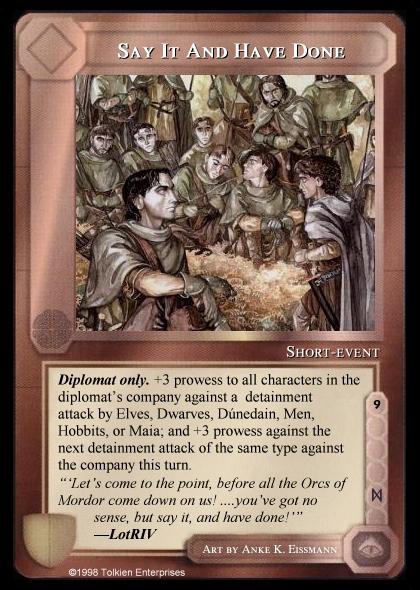 Say It And Have Done
Short-event
Diplomat only. +3 prowess to all characters in the
diplomat's company against a detainment
attack by Elves, Dwarves, Dúnedain, Men,
Hobbits, or Maia; and +3 prowess against the
next detainment attack of the same type against
the company this turn.
"'Let's come to the point, before all the Orcs of
Mordor come down on us! ....you've got no
sense, but say it, and have done!'"
—LotRIV
9
Art by Anke K. Eissmann
©1998 Tolkien Enterprises